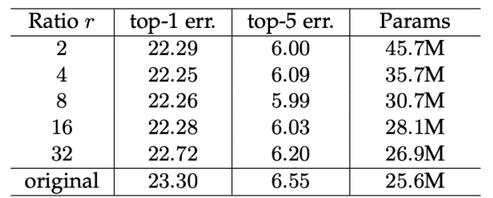 Ratio r top-1 err. top-5 err. Params
2 22.29 6.00 45.7M
4 22.25 6.09 35.7M
8 22.26 5.99 30.7M
16 22.28 6.03 28.1M
32 22.72 6.20 26.9M
original 23.30 6.55 25.6M